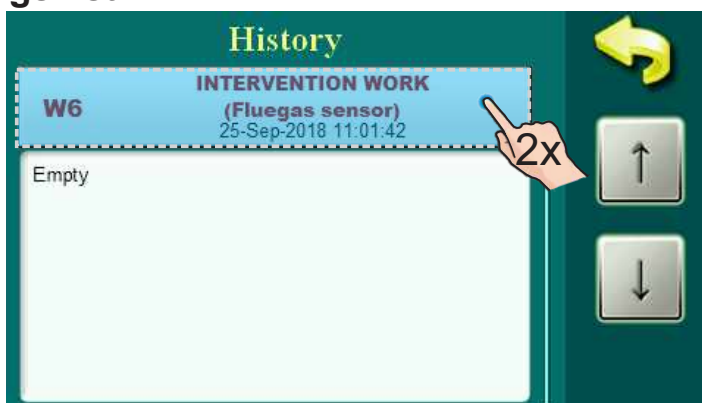 History
W6
INTERVENTION WORK
(Fluegas sensor)
25-Sep-2018 11:01:42
2x
Empty
↑
↓